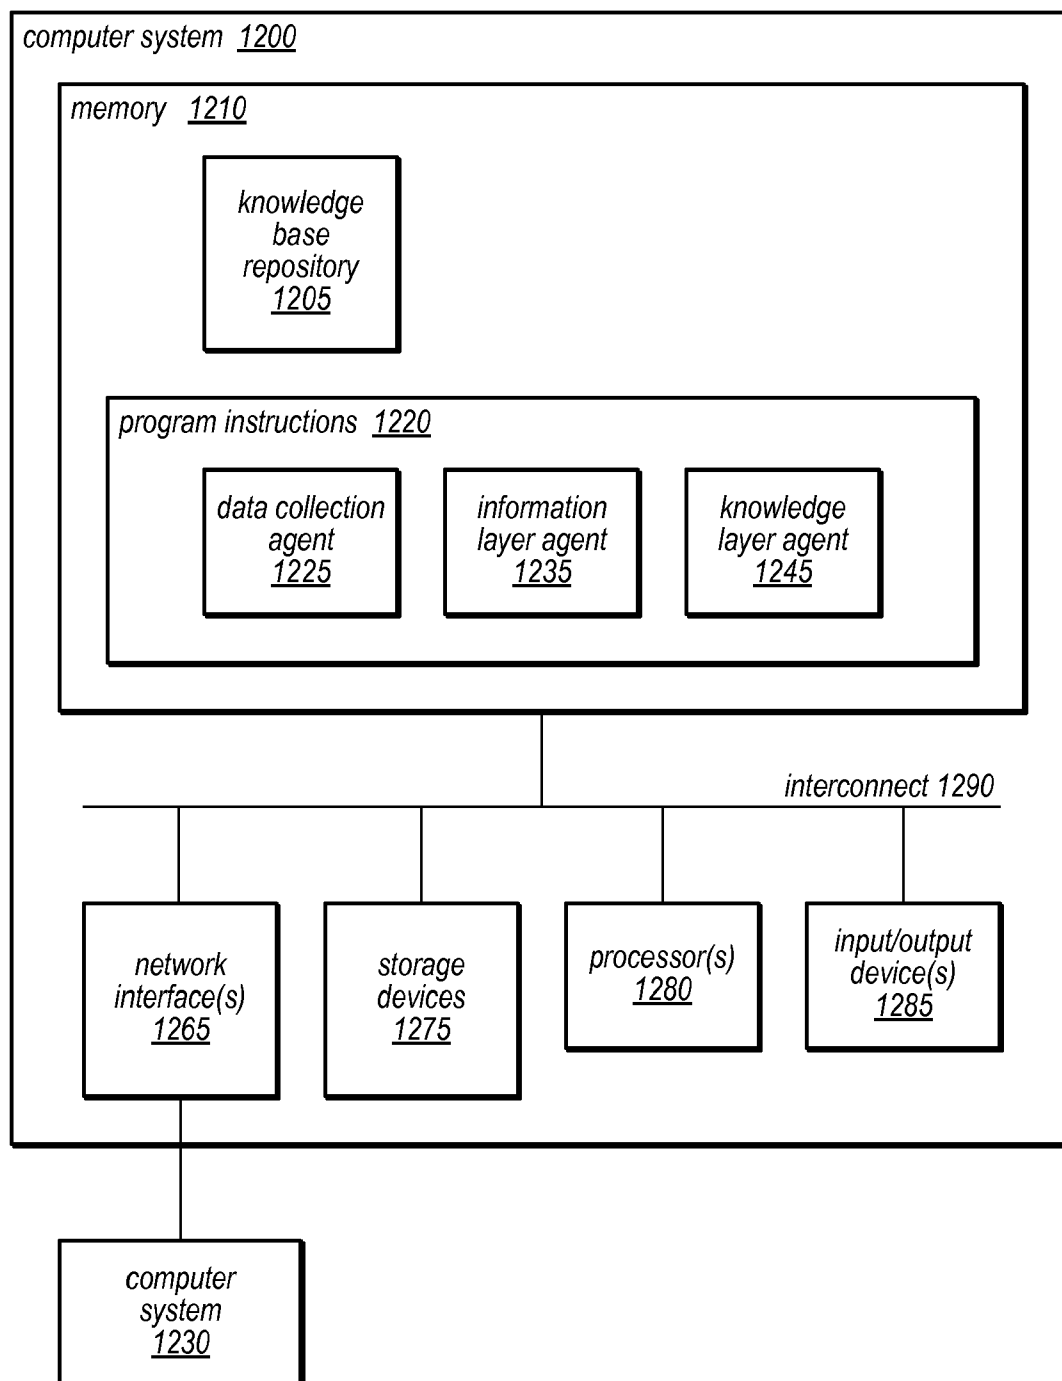 computer system 1200
memory 1210
knowledge
base
repository
1205
program instructions 1220
data collection
agent
1225
information
layer agent
1235
knowledge
layer agent
1245
interconnect 1290
network
interface(s)
1265
storage
devices
1275
processor(s)
1280
input/output
device(s)
1285
computer
system
1230